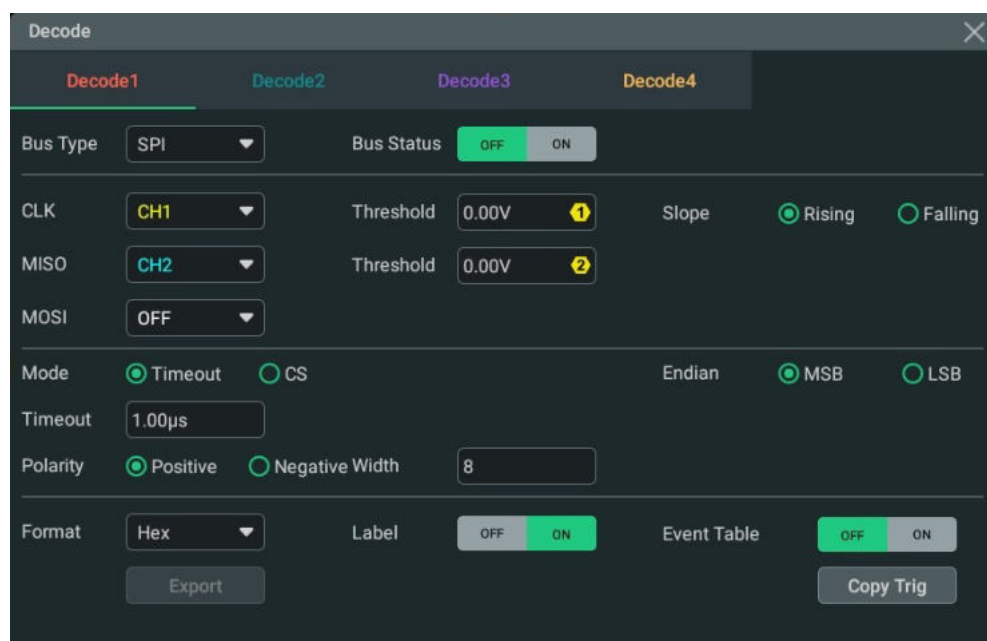 Decode
Decode1 Decode2 Decode3 Decode4
Bus Type SPI Bus Status OFF ON
CLK CH1 Threshold 0.00V 1 Slope Rising Falling
MISO CH2 Threshold 0.00V 2
MOSI OFF
Mode Timeout CS Endian MSB LSB
Timeout 1.00μs
Polarity Positive Negative Width 8
Format Hex Label OFF ON Event Table OFF ON
Export Copy Trig